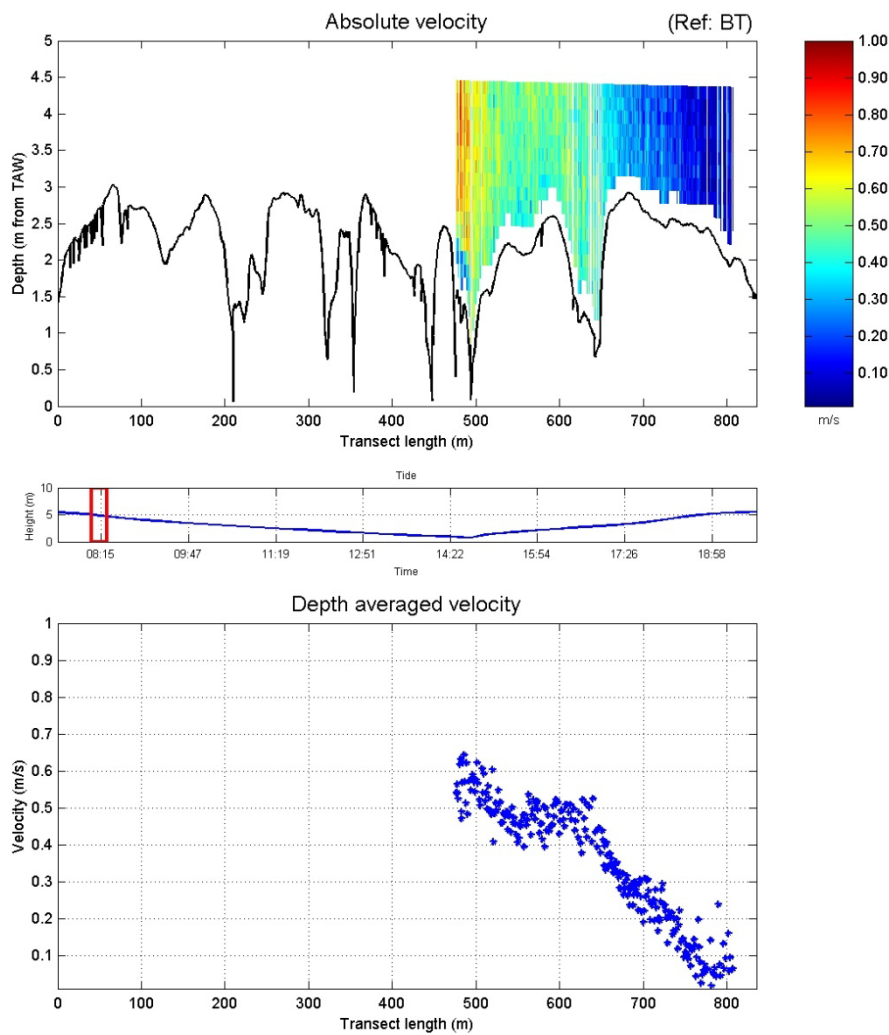 Absolute velocity (Ref: BT)
5
4.5
4
3.5
3
2.5
2
1.5
1
0.5
0
Depth (m from TAW)
0 100 200 300 400 500 600 700 800
Transect length (m)
1.00
0.90
0.80
0.70
0.60
0.50
0.40
0.30
0.20
0.10
m/s
Tide
10
5
0
Height (m)
08:15 09:47 11:19 12:51 14:22 15:54 17:26 18:58
Time
Depth averaged velocity
1
0.9
0.8
0.7
0.6
0.5
0.4
0.3
0.2
0.1
Velocity (m/s)
0 100 200 300 400 500 600 700 800
Transect length (m)